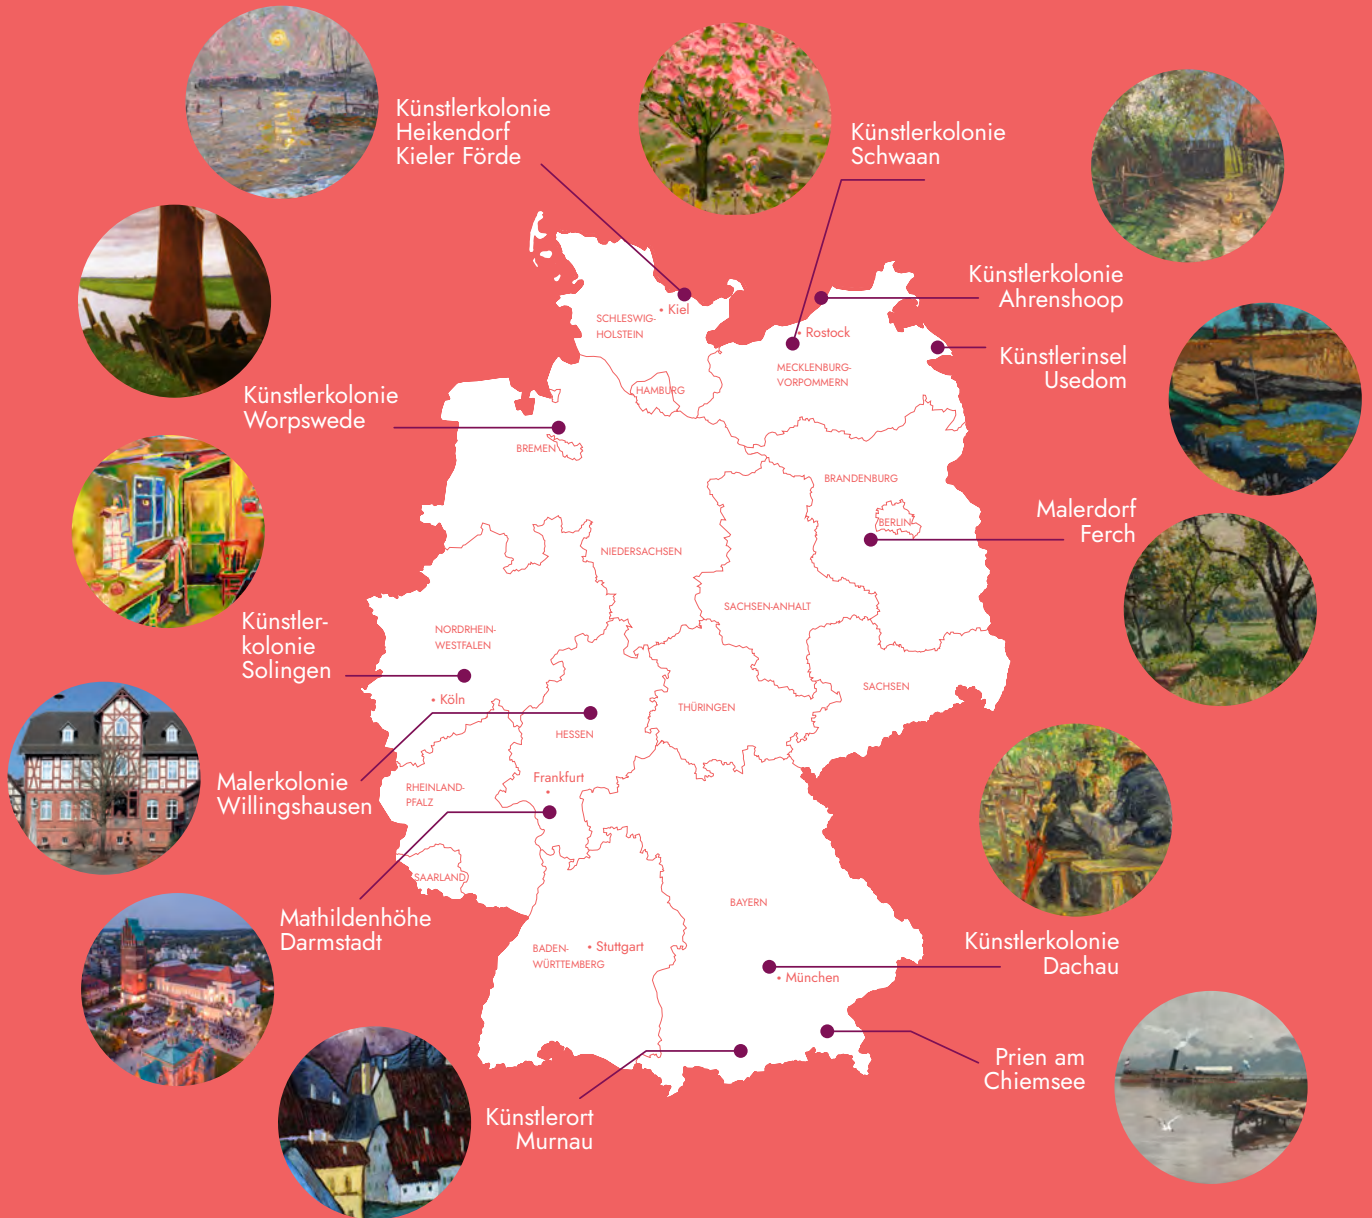 Künstlerkolonie
Heikendorf
Kieler Förde
Künstlerkolonie
Schwaan
Künstlerkolonie
Ahrenshoop
Künstlerinsel
Usedom
Künstlerkolonie
Worpswede
Malerdorf
Ferch
Künstler-
kolonie
Solingen
Malerkolonie
Willingshausen
Mathildenhöhe
Darmstadt
Künstlerkolonie
Dachau
Prien am
Chiemsee
Künstlerort
Murnau
SCHLESWIG-
HOLSTEIN
• Kiel
• Rostock
MECKLENBURG-
VORPOMMERN
HAMBURG
BREMEN
BRANDENBURG
BERLIN
NIEDERSACHSEN
SACHSEN-ANHALT
NORDRHEIN-
WESTFALEN
• Köln
HESSEN
THÜRINGEN
SACHSEN
Frankfurt
RHEINLAND-
PFALZ
SAARLAND
BAYERN
BADEN-
WÜRTTEMBERG
• Stuttgart
• München